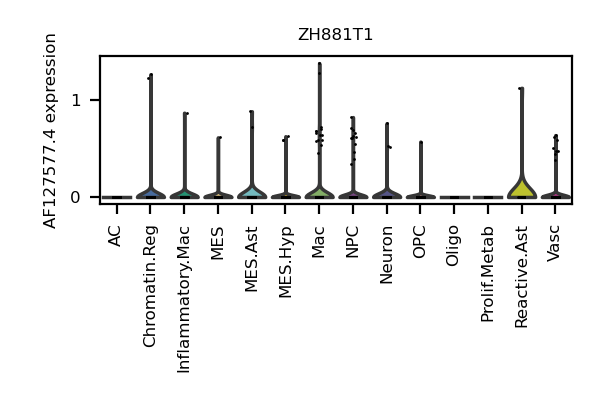 ZH881T1
AF127577.4 expression
1
0
AC
Chromatin.Reg
Inflammatory.Mac
MES
MES.Ast
MES.Hyp
Mac
NPC
Neuron
OPC
Oligo
Prolif.Metab
Reactive.Ast
Vasc